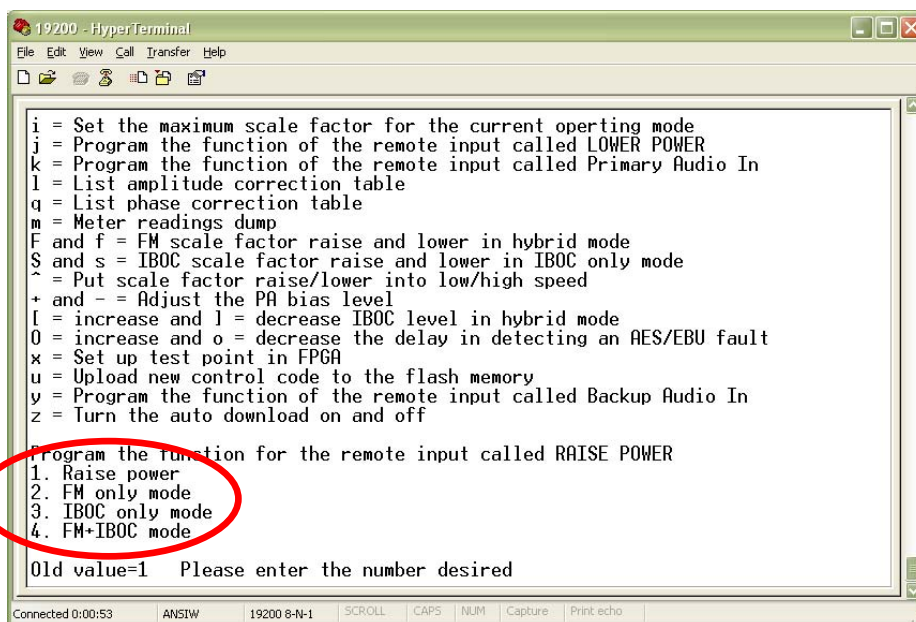 19200 - HyperTerminal
File Edit View Call Transfer Help
i = Set the maximum scale factor for the current operting mode
j = Program the function of the remote input called LOWER POWER
k = Program the function of the remote input called Primary Audio In
l = List amplitude correction table
q = List phase correction table
m = Meter readings dump
F and f = FM scale factor raise and lower in hybrid mode
S and s = IBOC scale factor raise and lower in IBOC only mode
^ = Put scale factor raise/lower into low/high speed
+ and - = Adjust the PA bias level
[ = increase and ] = decrease IBOC level in hybrid mode
O = increase and o = decrease the delay in detecting an AES/EBU fault
x = Set up test point in FPGA
u = Upload new control code to the flash memory
y = Program the function of the remote input called Backup Audio In
z = Turn the auto download on and off
Program the function for the remote input called RAISE POWER
1. Raise power
2. FM only mode
3. IBOC only mode
4. FM+IBOC mode
Old value=1 Please enter the number desired
Connected 0:00:53 ANSIW 19200 8-N-1 SCROLL CAPS NUM Capture Print echo